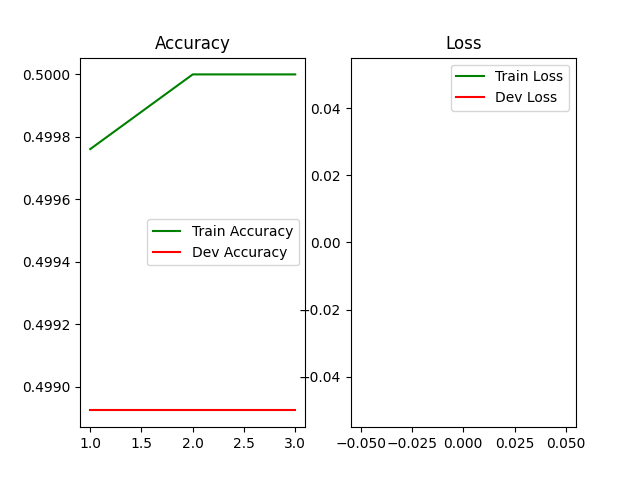 Accuracy
0.5000
0.4998
0.4996
0.4994
0.4992
0.4990
Train Accuracy
Dev Accuracy
1.0 1.5 2.0 2.5 3.0
Loss
0.04
0.02
0.00
−0.02
−0.04
Train Loss
Dev Loss
−0.050 −0.025 0.000 0.025 0.050